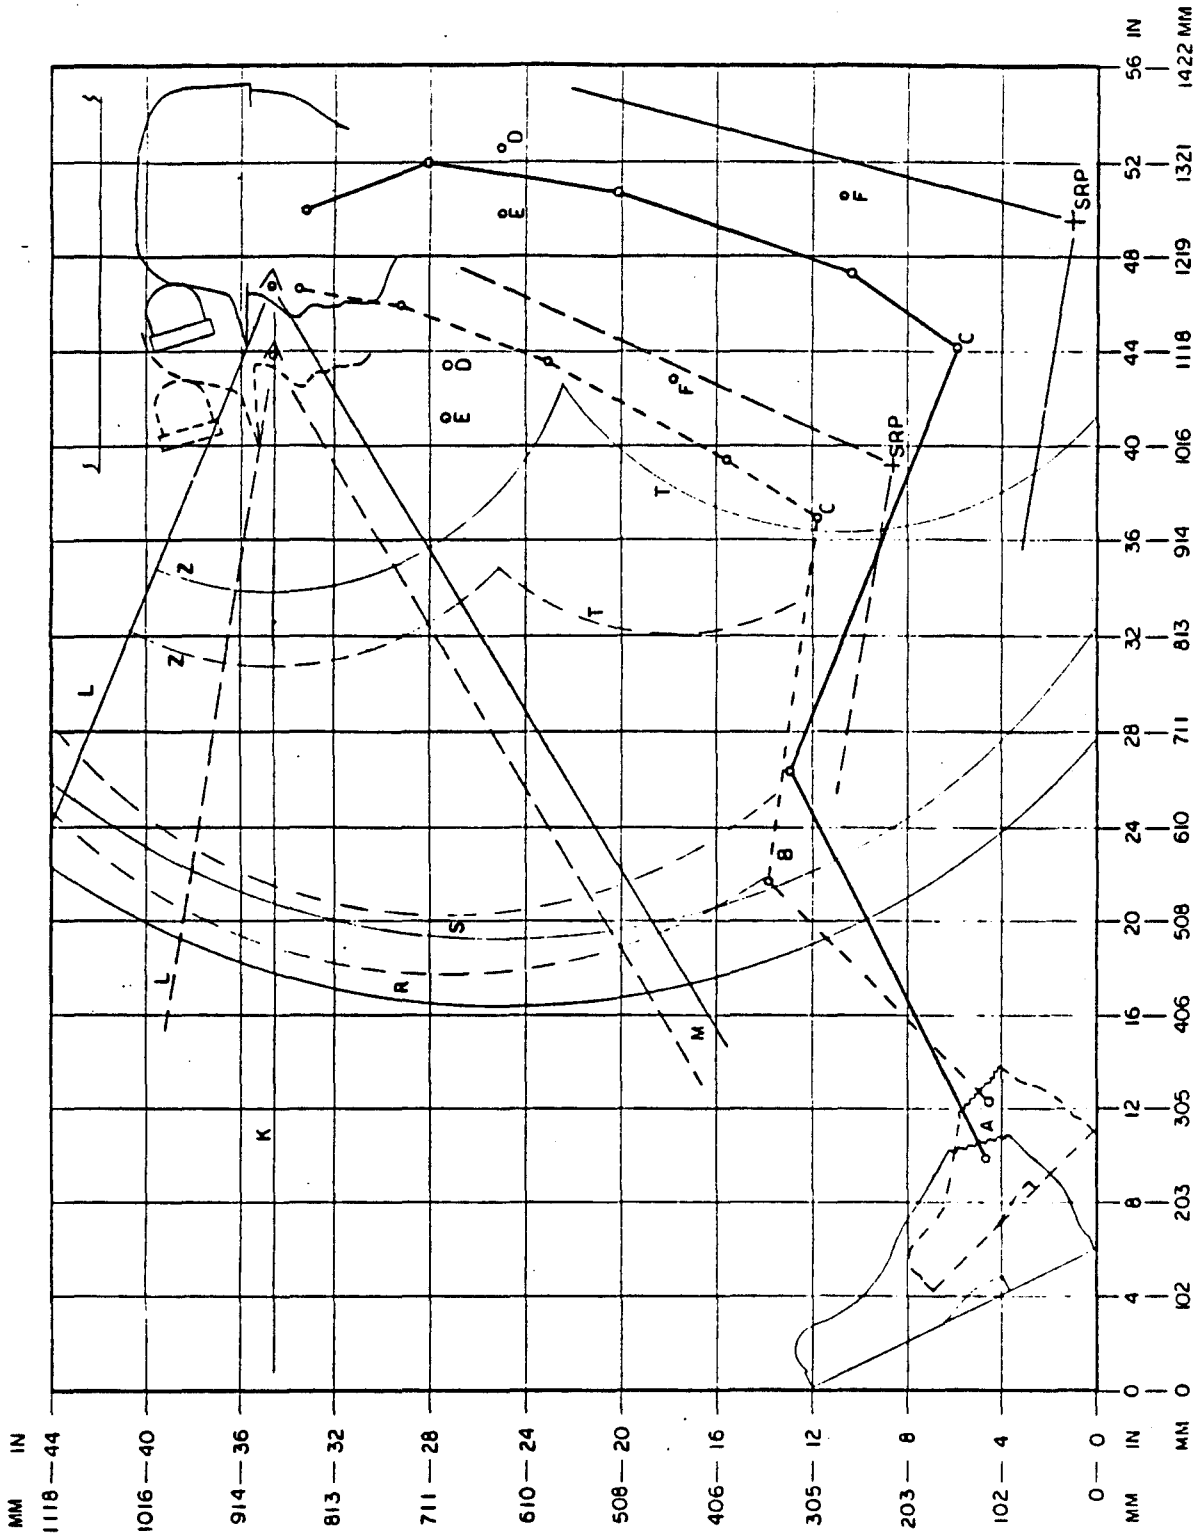 MM IN
1118 — 44
L
1016 — 40
L
Z
Z
914 — 36
K
813 — 32
R
711 — 28
S
E D
E D
610 — 24
T
508 — 20
T
F
M
406 — 16
B
305 — 12
C
F
SRP
203 — 8
C
A
102 — 4
J
SRP
0 — 0
IN 0 4 8 12 16 20 24 28 32 36 40 44 48 52 56 IN
MM 0 102 203 305 406 508 610 711 813 914 1016 1118 1219 1321 1422 MM